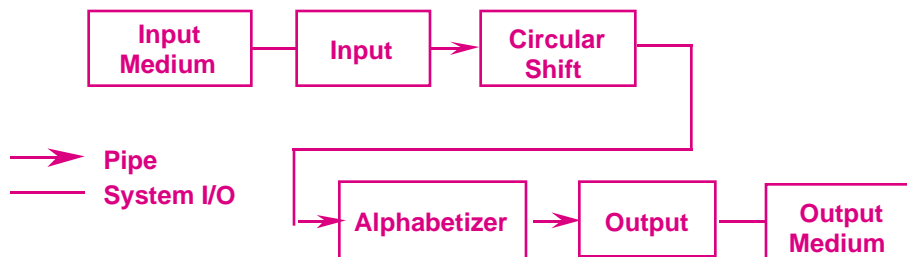 Input
Medium
Input
Circular
Shift
Pipe
System I/O
Alphabetizer
Output
Output
Medium